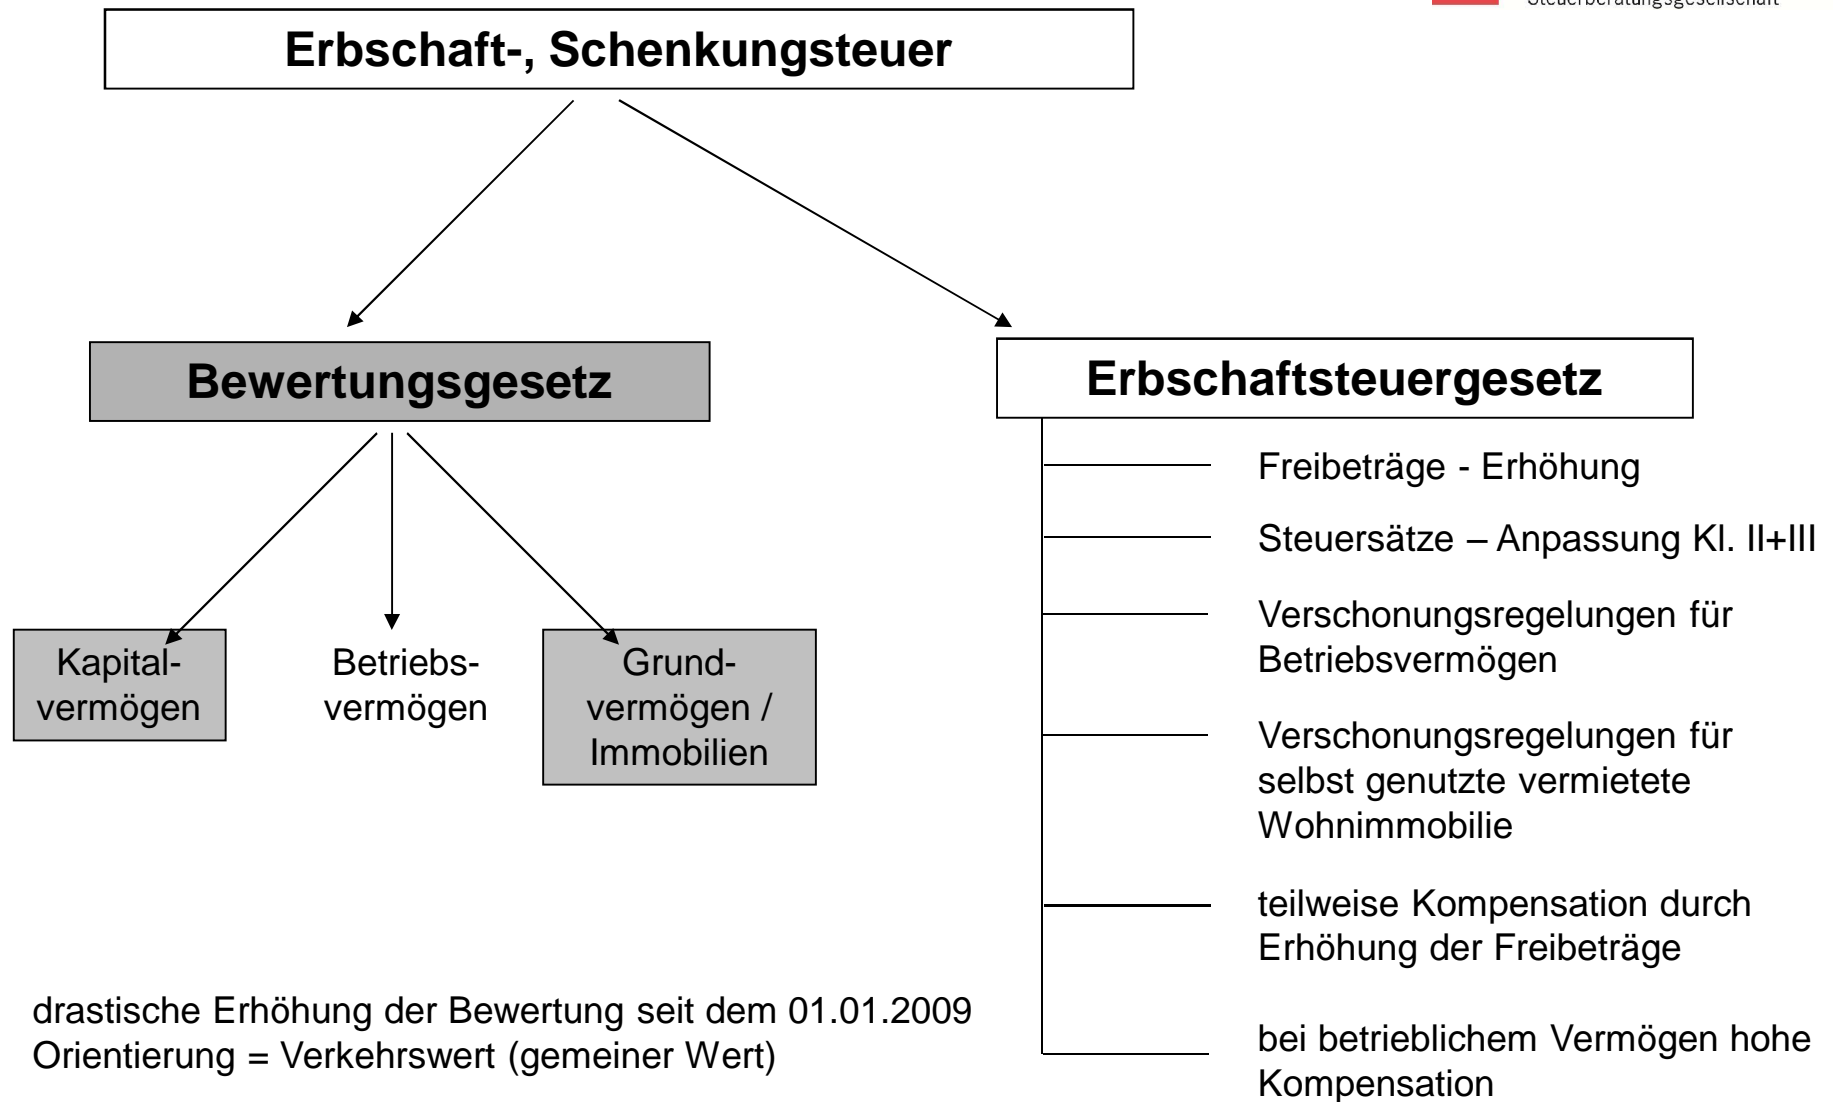 Steuerberatungsgesellschaft
Erbschaft-, Schenkungsteuer
Bewertungsgesetz
Erbschaftsteuergesetz
Kapital-
vermögen
Betriebs-
vermögen
Grund-
vermögen /
Immobilien
Freibeträge - Erhöhung
Steuersätze – Anpassung Kl. II+III
Verschonungsregelungen für
Betriebsvermögen
Verschonungsregelungen für
selbst genutzte vermietete
Wohnimmobilie
teilweise Kompensation durch
Erhöhung der Freibeträge
bei betrieblichem Vermögen hohe
Kompensation
drastische Erhöhung der Bewertung seit dem 01.01.2009
Orientierung = Verkehrswert (gemeiner Wert)